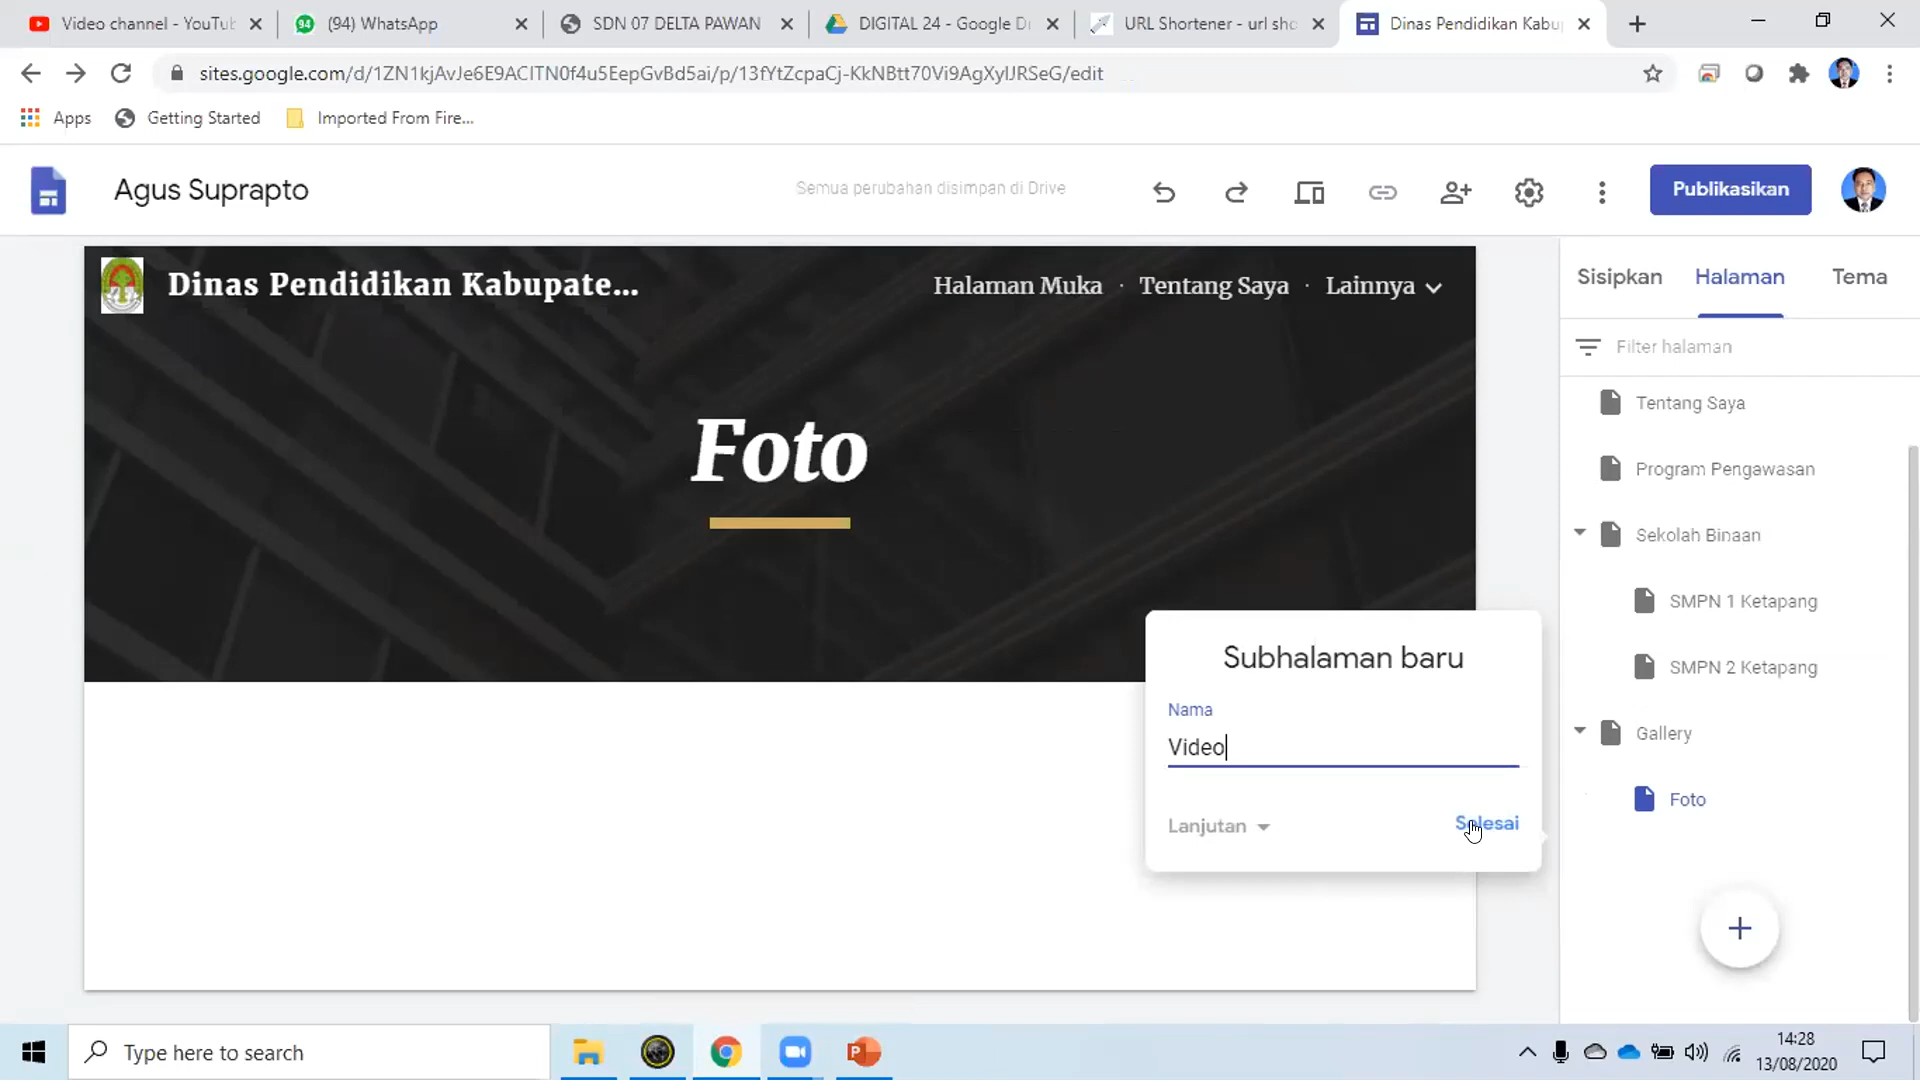 Video channel - YouTub
(94) WhatsApp
SDN 07 DELTA PAWAN
DIGITAL 24 - Google Dr
URL Shortener - url sho
Dinas Pendidikan Kabup
sites.google.com/d/1ZN1kjAvJe6E9ACITN0f4u5EepGvBd5ai/p/13fYtZcpaCj-KkNBtt70Vi9AgXyIJRSeG/edit
Apps
Getting Started
Imported From Fire...
Agus Suprapto
Semua perubahan disimpan di Drive
Publikasikan
Dinas Pendidikan Kabupate...
Halaman Muka · Tentang Saya · Lainnya
Foto
Sisipkan
Halaman
Tema
Filter halaman
Tentang Saya
Program Pengawasan
Sekolah Binaan
SMPN 1 Ketapang
SMPN 2 Ketapang
Gallery
Foto
Subhalaman baru
Nama
Video
Lanjutan
Selesai
94
Type here to search
14:28
13/08/2020